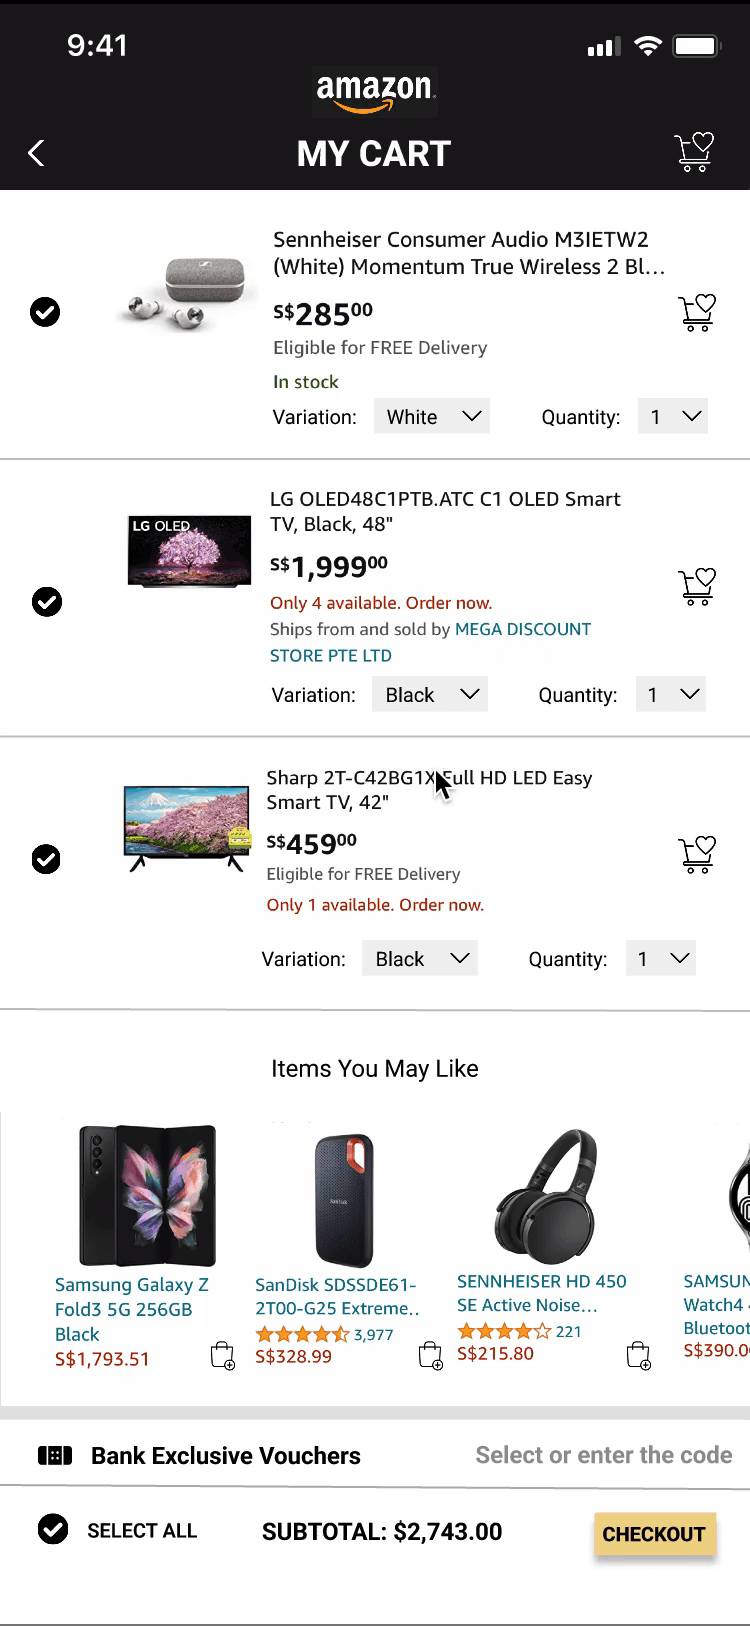 9:41
amazon
MY CART
Sennheiser Consumer Audio M3IETW2
(White) Momentum True Wireless 2 Bl...
S$28500
Eligible for FREE Delivery
In stock
Variation: White Quantity: 1
LG OLED
LG OLED48C1PTB.ATC C1 OLED Smart
TV, Black, 48"
S$1,99900
Only 4 available. Order now.
Ships from and sold by MEGA DISCOUNT
STORE PTE LTD
Variation: Black Quantity: 1
Sharp 2T-C42BG1X Full HD LED Easy
Smart TV, 42"
S$45900
Eligible for FREE Delivery
Only 1 available. Order now.
Variation: Black Quantity: 1
Items You May Like
SanDisk
Samsung Galaxy Z
Fold3 5G 256GB
Black
S$1,793.51
SanDisk SDSSDE61-
2T00-G25 Extreme..
3,977
S$328.99
SENNHEISER HD 450
SE Active Noise...
221
S$215.80
SAMSUN
Watch4
Bluetoot
S$390.0
Bank Exclusive Vouchers Select or enter the code
SELECT ALL SUBTOTAL: $2,743.00 CHECKOUT